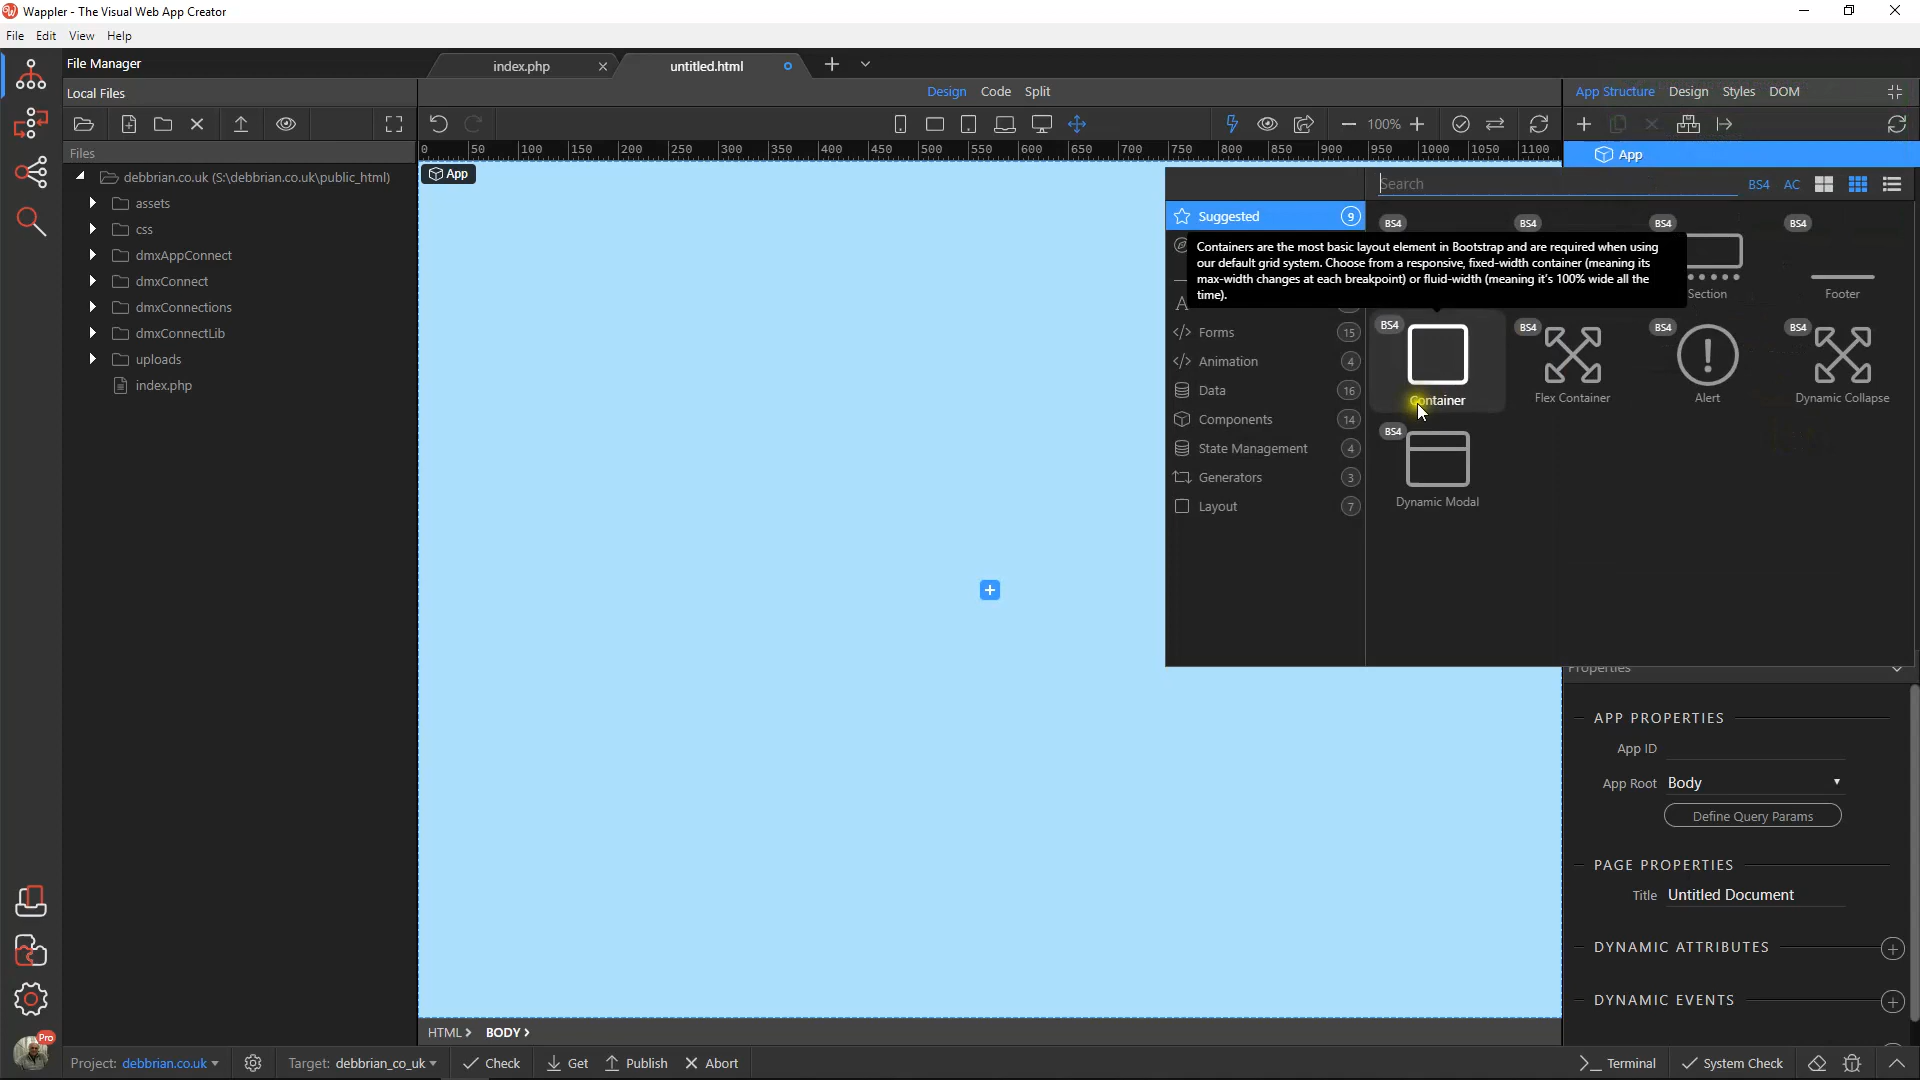 Wappler - The Visual Web App Creator
File Edit View Help
File Manager
index.php
untitled.html
Local Files
Design Code Split
App Structure Design Styles DOM
100%
Files
0 50 100 150 200 250 300 350 400 450 500 550 600 650 700 750 800 850 900 950 1000 1050 1100
App
App
debbrian.co.uk (S:\debbrian.co.uk\public_html)
assets
css
dmxAppConnect
dmxConnect
dmxConnections
dmxConnectLib
uploads
index.php
Search
BS4 AC
Suggested 9
BS4 BS4 BS4 BS4
Containers are the most basic layout element in Bootstrap and are required when using
our default grid system. Choose from a responsive, fixed-width container (meaning its
max-width changes at each breakpoint) or fluid-width (meaning it's 100% wide all the
time).
Section
Footer
Forms 15
Animation 4
Data 16
Components 14
State Management 4
Generators 3
Layout 7
BS4 BS4 BS4 BS4
Container
Flex Container
Alert
Dynamic Collapse
BS4
Dynamic Modal
Properties
APP PROPERTIES
App ID
App Root Body
Define Query Params
PAGE PROPERTIES
Title Untitled Document
DYNAMIC ATTRIBUTES
DYNAMIC EVENTS
HTML BODY
Pro
Project: debbrian.co.uk
Target: debbrian_co_uk
Check
Get
Publish
Abort
Terminal
System Check